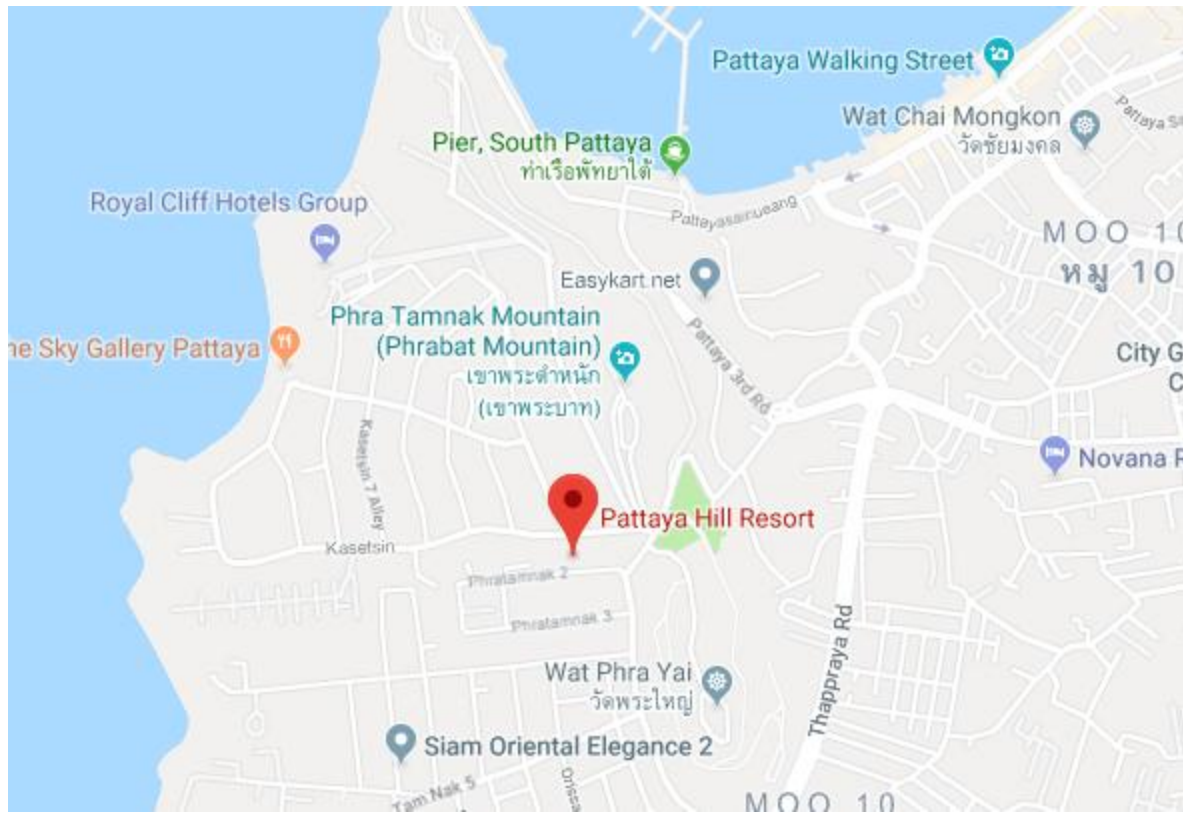 Pattaya Walking Street
Wat Chai Mongkon
วัดชัยมงคล
Pier, South Pattaya
ท่าเรือพัทยาใต้
Royal Cliff Hotels Group
Pattayasainueang
MOO 10
หมู่ 10
Easykart.net
Phra Tamnak Mountain
(Phrabat Mountain)
เขาพระตำหนัก
(เขาพระบาท)
ne Sky Gallery Pattaya
Pattaya 3rd Rd
City G
C
Kasetsin 7 Alley
Novana
Pattaya Hill Resort
Kasetsin
Phratamnak 2
Phratamnak 3
Thappraya Rd
Wat Phra Yai
วัดพระใหญ่
Siam Oriental Elegance 2
Tam Nak 5
Orissa
MOO 10